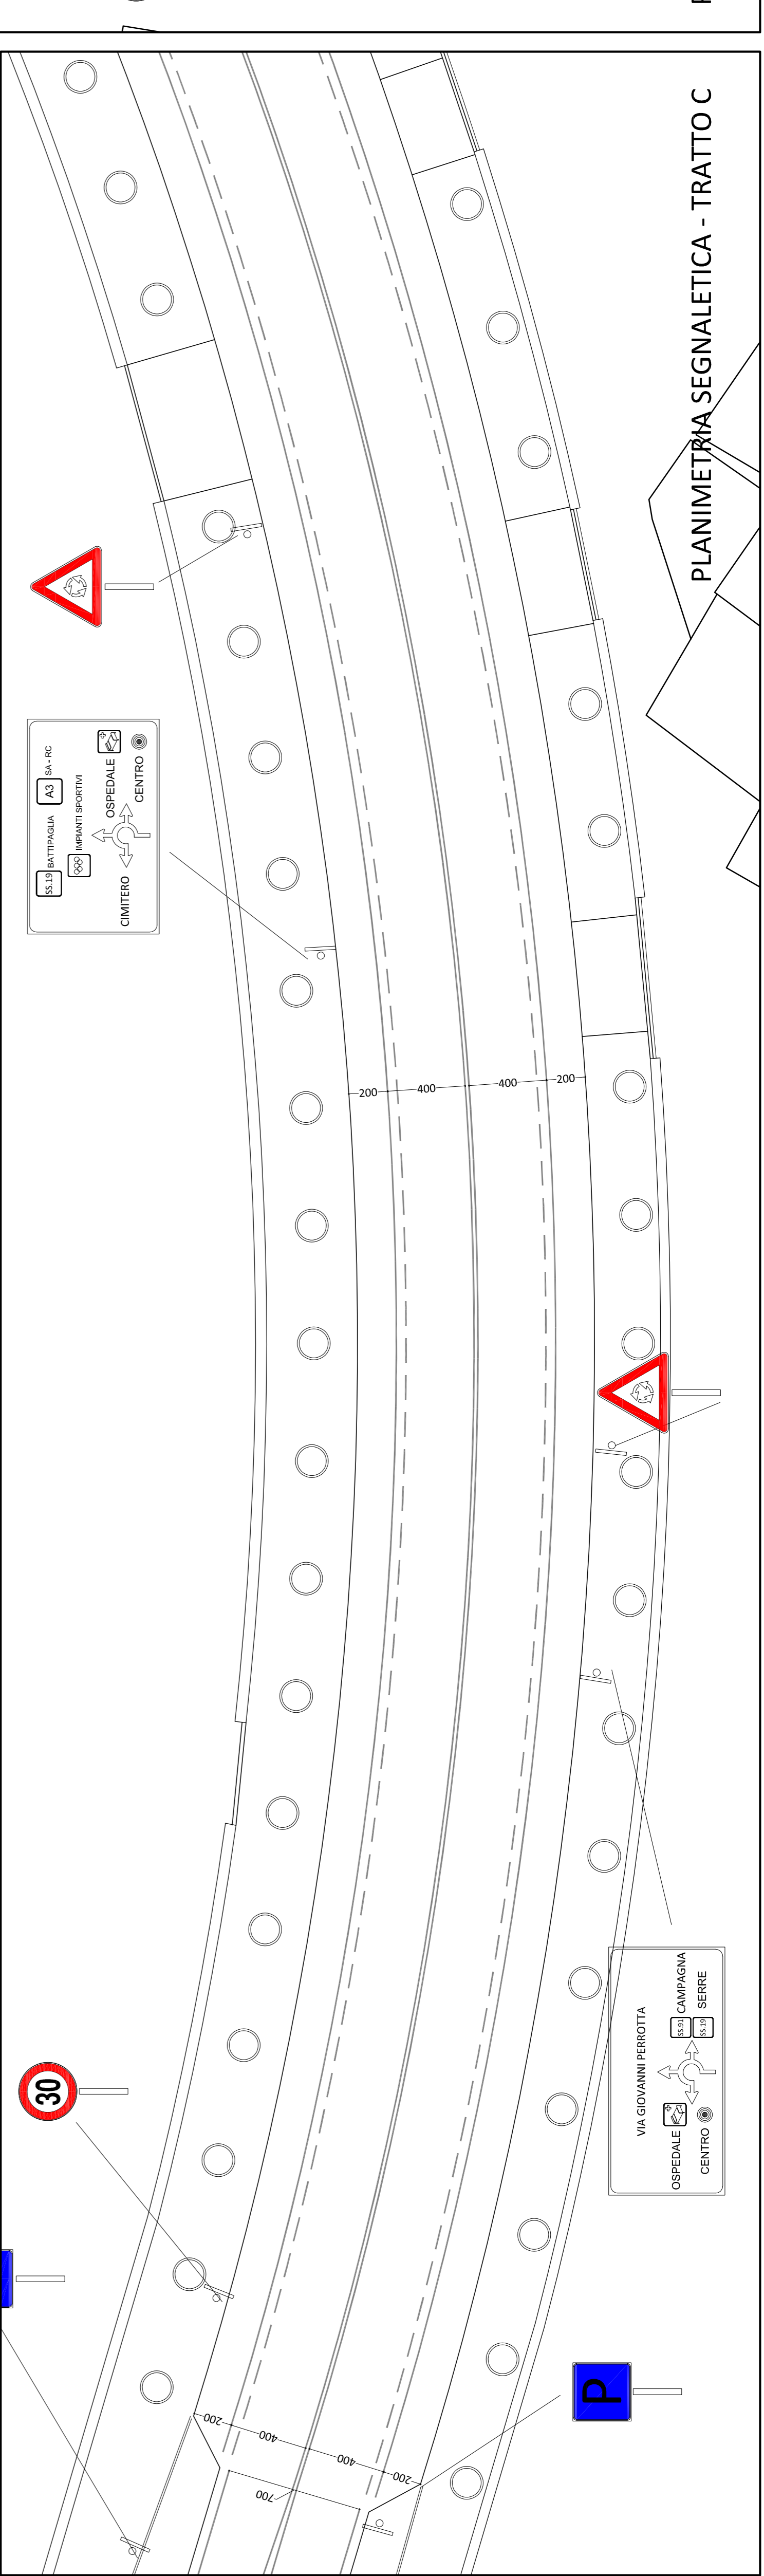 PLANIMETRIA SEGNALETICA - TRATTO C
SS.19 BATTIPAGLIA A3 SA - RC
IMPIANTI SPORTIVI
OSPEDALE
CIMITERO CENTRO
200 400 400 200
30
VIA GIOVANNI PERROTTA
SS.91 CAMPAGNA
OSPEDALE SS.19 SERRE
CENTRO
P
200 400 400 200
700